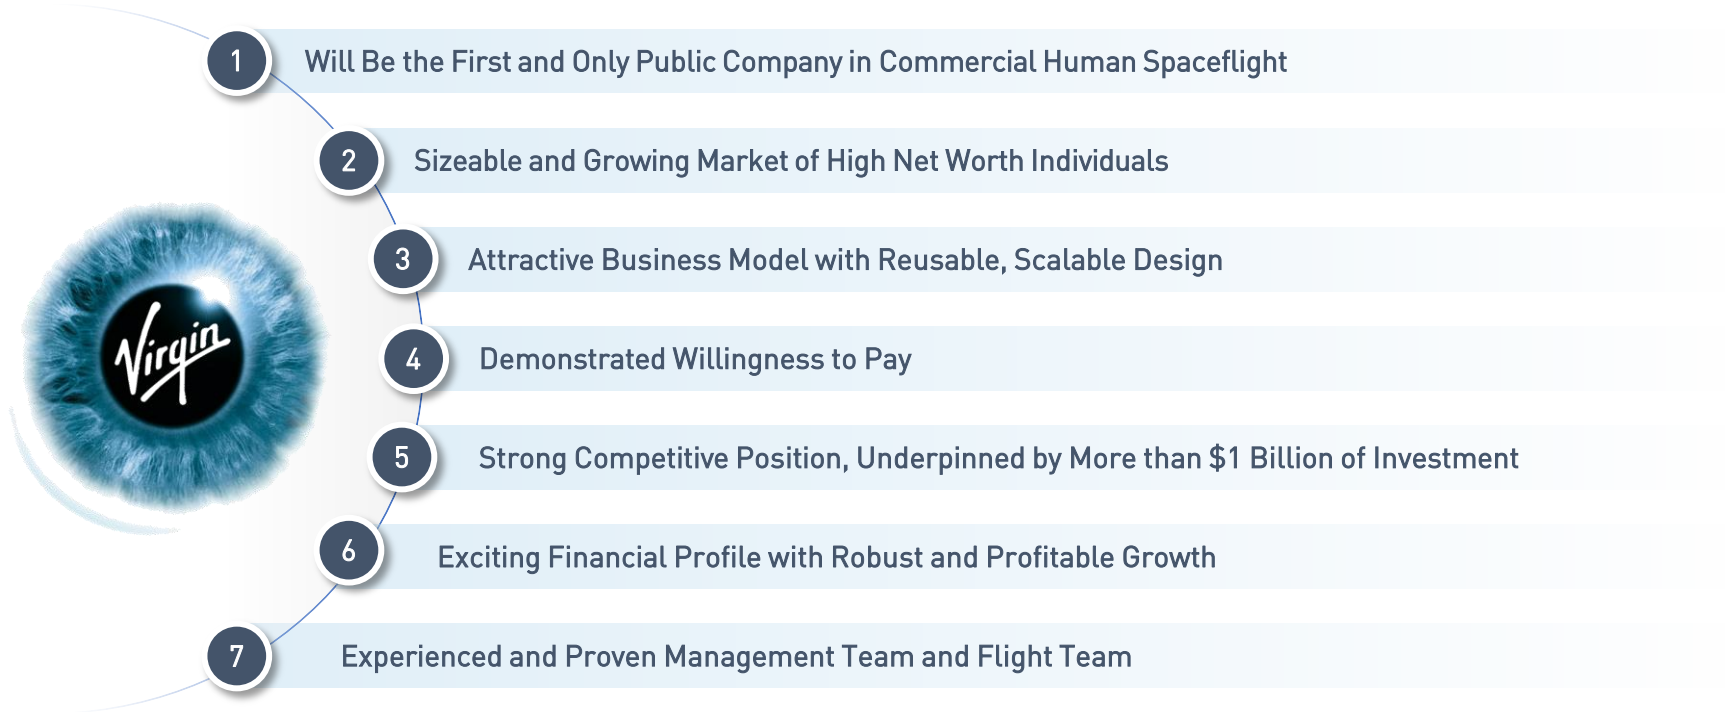 1
Will Be the First and Only Public Company in Commercial Human Spaceflight
2
Sizeable and Growing Market of High Net Worth Individuals
3
Attractive Business Model with Reusable, Scalable Design
Virgin
4
Demonstrated Willingness to Pay
5
Strong Competitive Position, Underpinned by More than $1 Billion of Investment
6
Exciting Financial Profile with Robust and Profitable Growth
7
Experienced and Proven Management Team and Flight Team